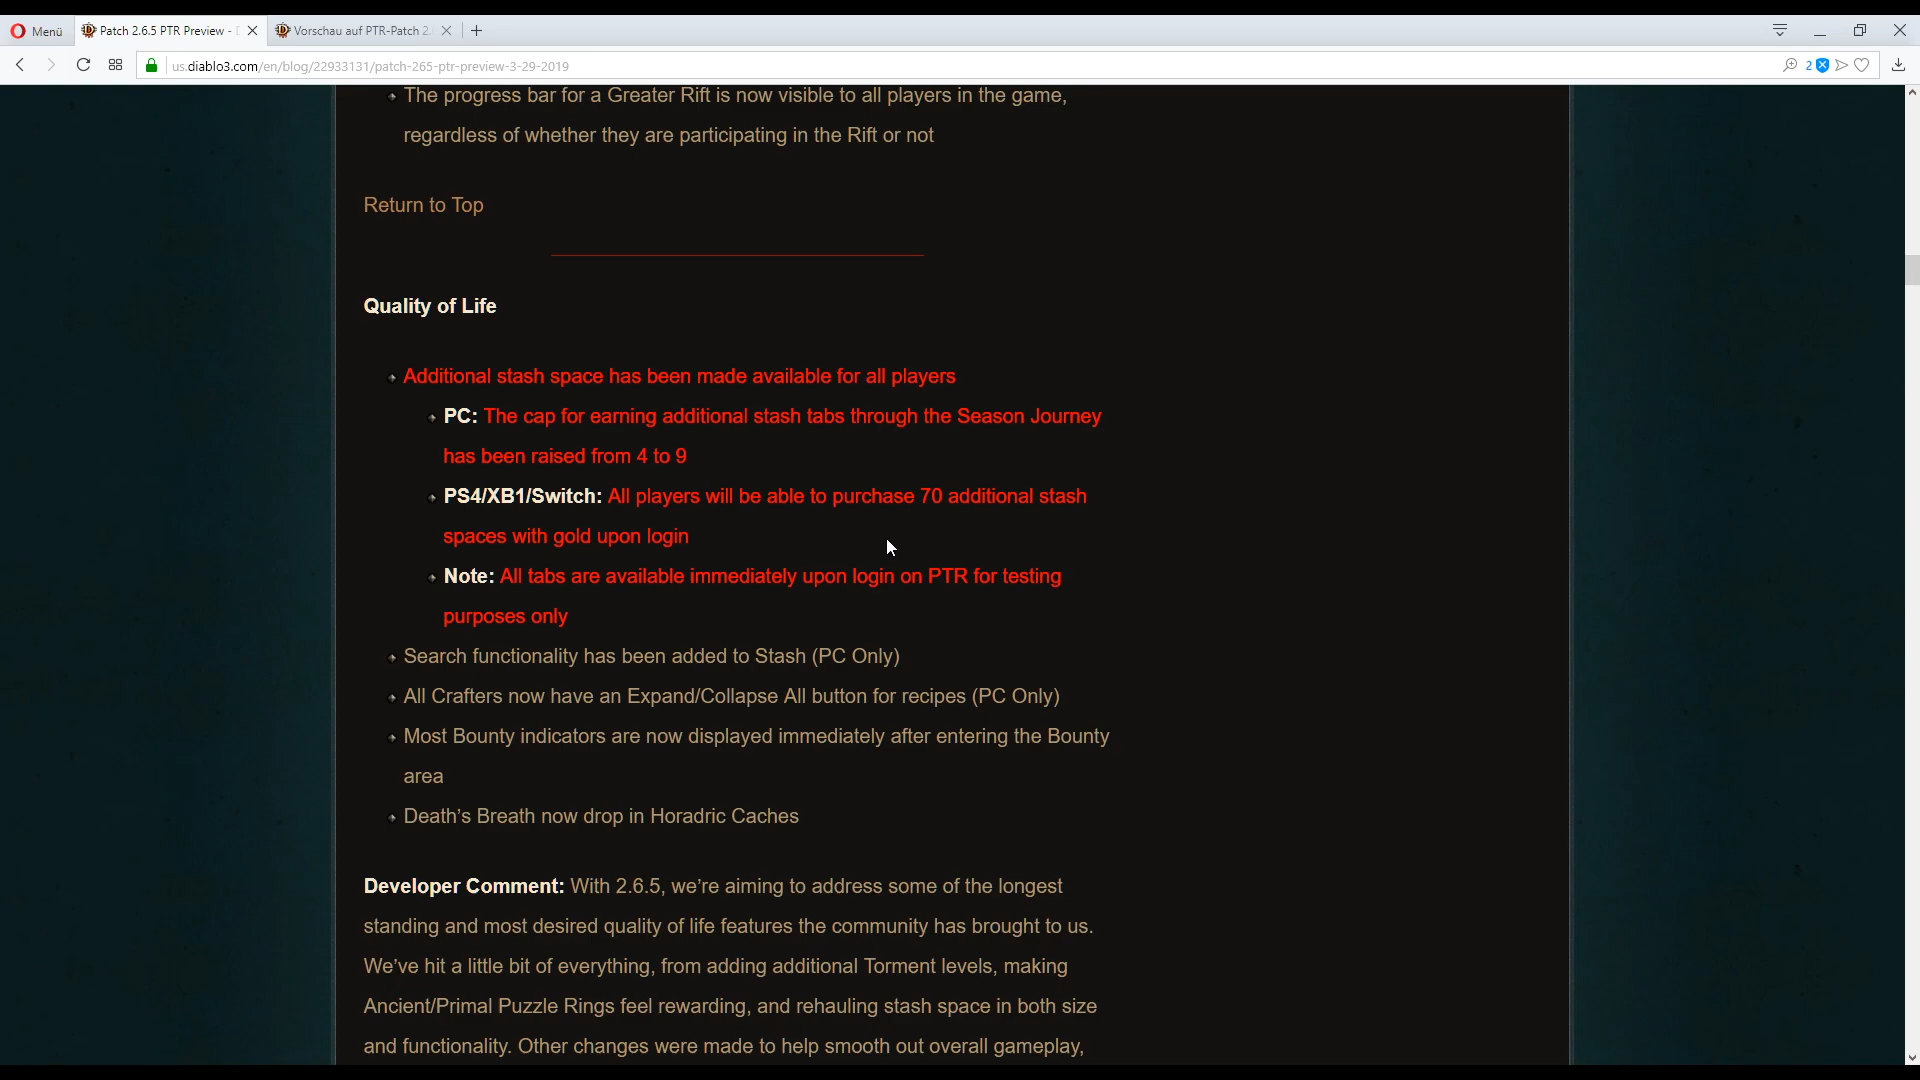 Menü
Patch 2.6.5 PTR Preview -
Vorschau auf PTR-Patch 2
us.diablo3.com/en/blog/22933131/patch-265-ptr-preview-3-29-2019
2
The progress bar for a Greater Rift is now visible to all players in the game,
regardless of whether they are participating in the Rift or not
Return to Top
Quality of Life
Additional stash space has been made available for all players
PC: The cap for earning additional stash tabs through the Season Journey
has been raised from 4 to 9
PS4/XB1/Switch: All players will be able to purchase 70 additional stash
spaces with gold upon login
Note: All tabs are available immediately upon login on PTR for testing
purposes only
Search functionality has been added to Stash (PC Only)
All Crafters now have an Expand/Collapse All button for recipes (PC Only)
Most Bounty indicators are now displayed immediately after entering the Bounty
area
Death’s Breath now drop in Horadric Caches
Developer Comment: With 2.6.5, we’re aiming to address some of the longest
standing and most desired quality of life features the community has brought to us.
We’ve hit a little bit of everything, from adding additional Torment levels, making
Ancient/Primal Puzzle Rings feel rewarding, and rehauling stash space in both size
and functionality. Other changes were made to help smooth out overall gameplay,